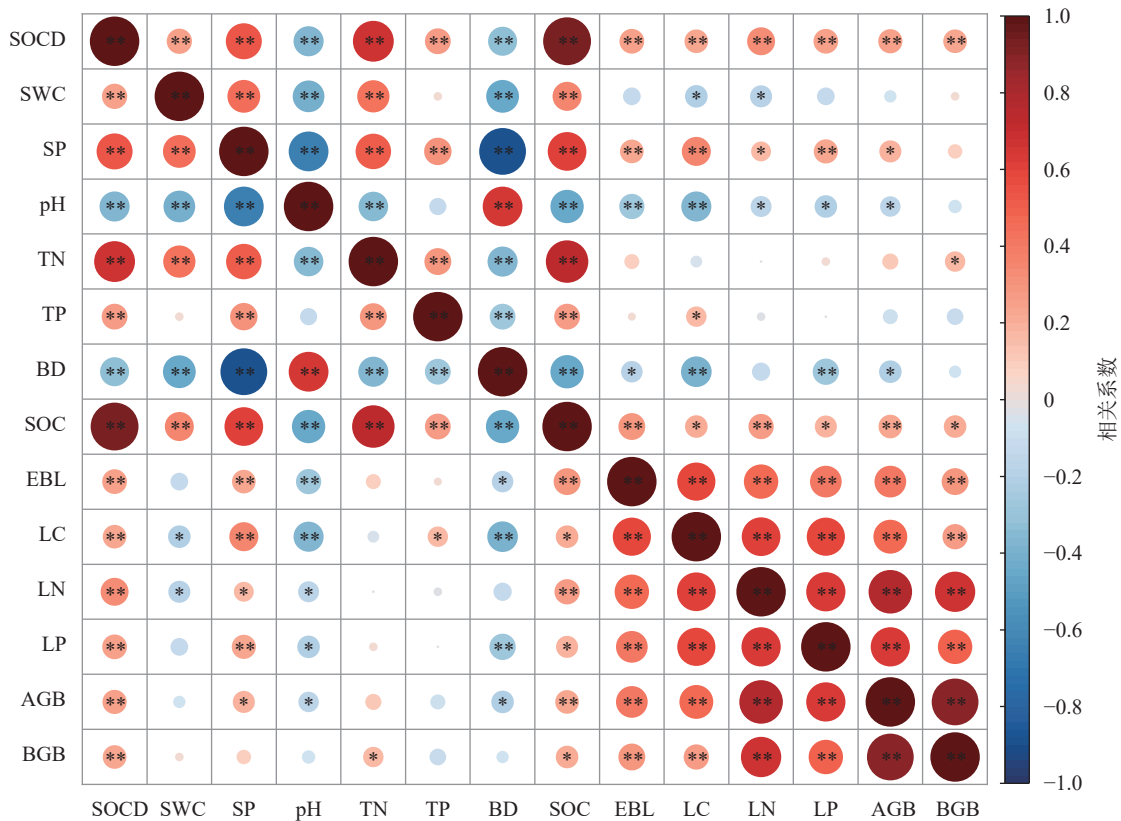 SOCD ** ** ** ** ** ** ** ** ** ** ** ** ** **
SWC ** ** ** ** ** ** ** * *
SP ** ** ** ** ** ** ** ** ** ** * ** *
pH ** ** ** ** ** ** ** ** ** * * *
TN ** ** ** ** ** ** ** ** *
TP ** ** ** ** ** ** *
BD ** ** ** ** ** ** ** ** * ** ** *
SOC ** ** ** ** ** ** ** ** ** * ** * ** *
EBL ** ** ** * ** ** ** ** ** ** **
LC ** * ** ** * ** * ** ** ** ** ** **
LN ** * * * ** ** ** ** ** ** **
LP ** ** * ** * ** ** ** ** ** **
AGB ** * * * ** ** ** ** ** ** **
BGB ** * * ** ** ** ** ** **
SOCD SWC SP pH TN TP BD SOC EBL LC LN LP AGB BGB
1.0
0.8
0.6
0.4
0.2
0
−0.2
−0.4
−0.6
−0.8
−1.0
相关系数